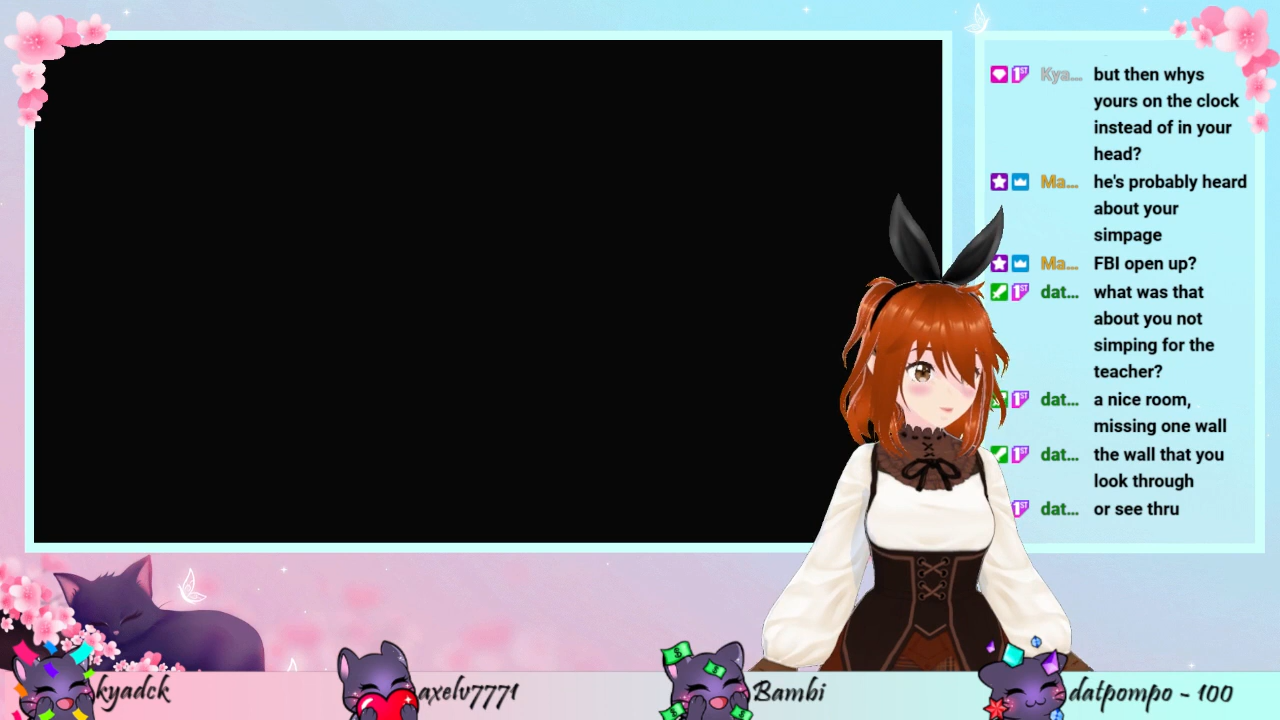 Kya... but then whys
yours on the clock
instead of in your
head?
Ma... he's probably heard
about your
simpage
Ma... FBI open up?
dat... what was that
about you not
simping for the
teacher?
dat... a nice room,
missing one wall
dat... the wall that you
look through
dat... or see thru
kyadck
axelv7771
Bambi
datpompo - 100